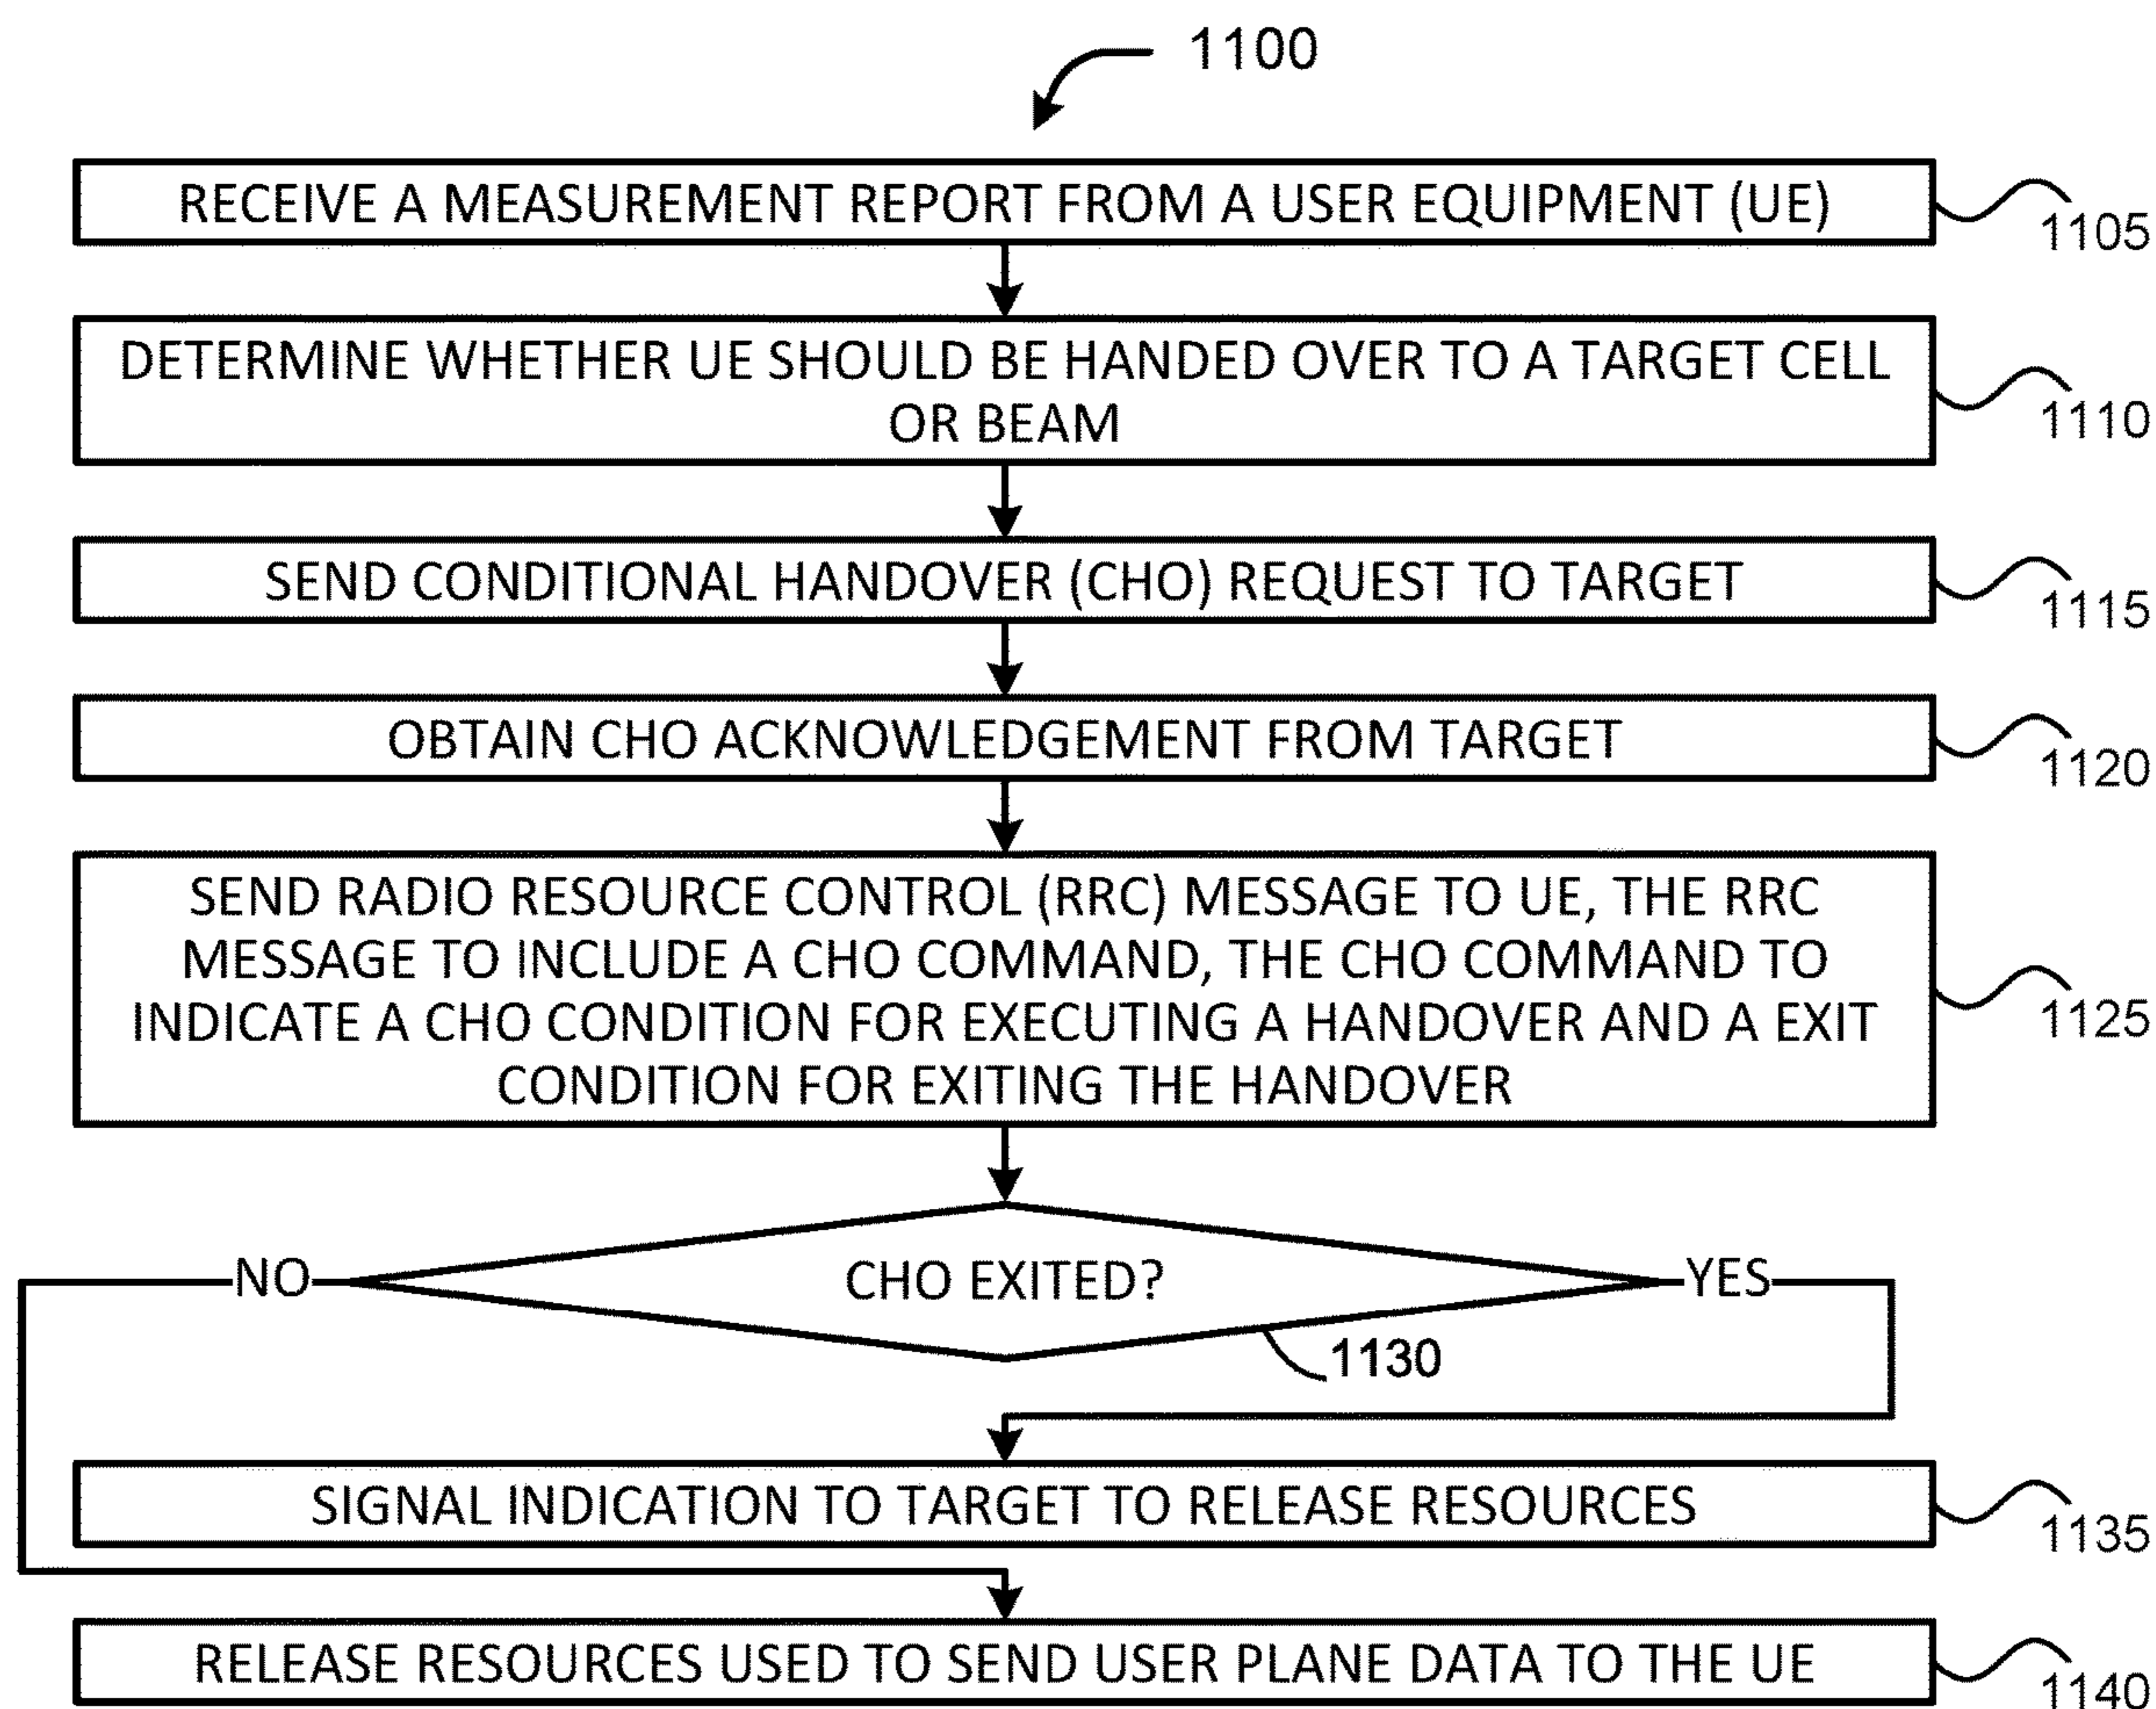 1100
RECEIVE A MEASUREMENT REPORT FROM A USER EQUIPMENT (UE)
1105
DETERMINE WHETHER UE SHOULD BE HANDED OVER TO A TARGET CELL
OR BEAM
1110
SEND CONDITIONAL HANDOVER (CHO) REQUEST TO TARGET
1115
OBTAIN CHO ACKNOWLEDGEMENT FROM TARGET
1120
SEND RADIO RESOURCE CONTROL (RRC) MESSAGE TO UE, THE RRC
MESSAGE TO INCLUDE A CHO COMMAND, THE CHO COMMAND TO
INDICATE A CHO CONDITION FOR EXECUTING A HANDOVER AND A EXIT
CONDITION FOR EXITING THE HANDOVER
1125
NO
CHO EXITED?
YES
1130
SIGNAL INDICATION TO TARGET TO RELEASE RESOURCES
1135
RELEASE RESOURCES USED TO SEND USER PLANE DATA TO THE UE
1140